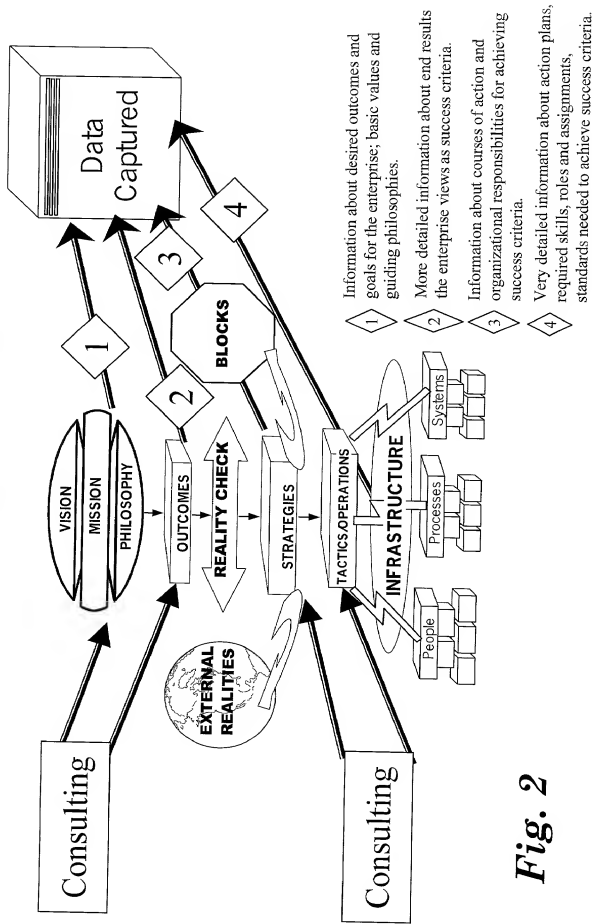 Consulting
Consulting
VISION
MISSION
PHILOSOPHY
OUTCOMES
REALITY CHECK
EXTERNAL
REALITIES
STRATEGIES
BLOCKS
TACTICS/OPERATIONS
INFRASTRUCTURE
People
Processes
Systems
1
2
3
4
Data
Captured
1 Information about desired outcomes and
goals for the enterprise; basic values and
guiding philosophies.
2 More detailed information about end results
the enterprise views as success criteria.
3 Information about courses of action and
organizational responsibilities for achieving
success criteria.
4 Very detailed information about action plans,
required skills, roles and assignments,
standards needed to achieve success criteria.
Fig. 2